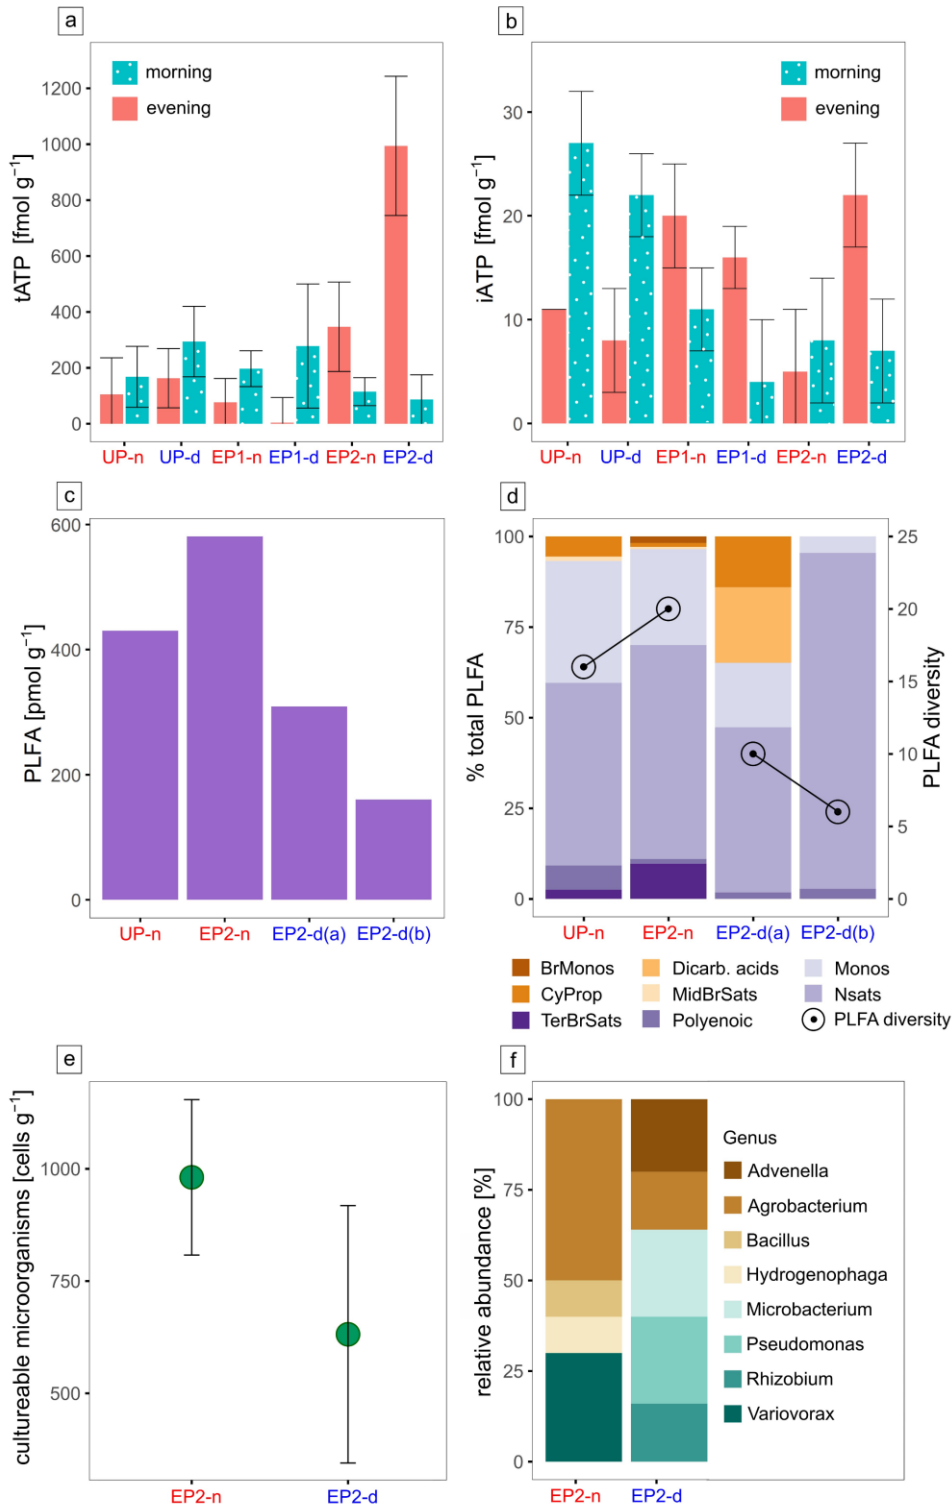 a
morning
evening
tATP [fmol g⁻¹]
1200
1000
800
600
400
200
0
UP-n UP-d EP1-n EP1-d EP2-n EP2-d
b
morning
evening
iATP [fmol g⁻¹]
30
20
10
0
UP-n UP-d EP1-n EP1-d EP2-n EP2-d
c
PLFA [pmol g⁻¹]
600
400
200
0
UP-n EP2-n EP2-d(a) EP2-d(b)
d
% total PLFA
100
75
50
25
0
PLFA diversity
25
20
15
10
5
0
UP-n EP2-n EP2-d(a) EP2-d(b)
BrMonos Dicarb. acids Monos
CyProp MidBrSats Nsats
TerBrSats Polyenoic PLFA diversity
e
cultureable microorganisms [cells g⁻¹]
1000
750
500
EP2-n EP2-d
f
relative abundance [%]
100
75
50
25
0
EP2-n EP2-d
Genus
Advenella
Agrobacterium
Bacillus
Hydrogenophaga
Microbacterium
Pseudomonas
Rhizobium
Variovorax